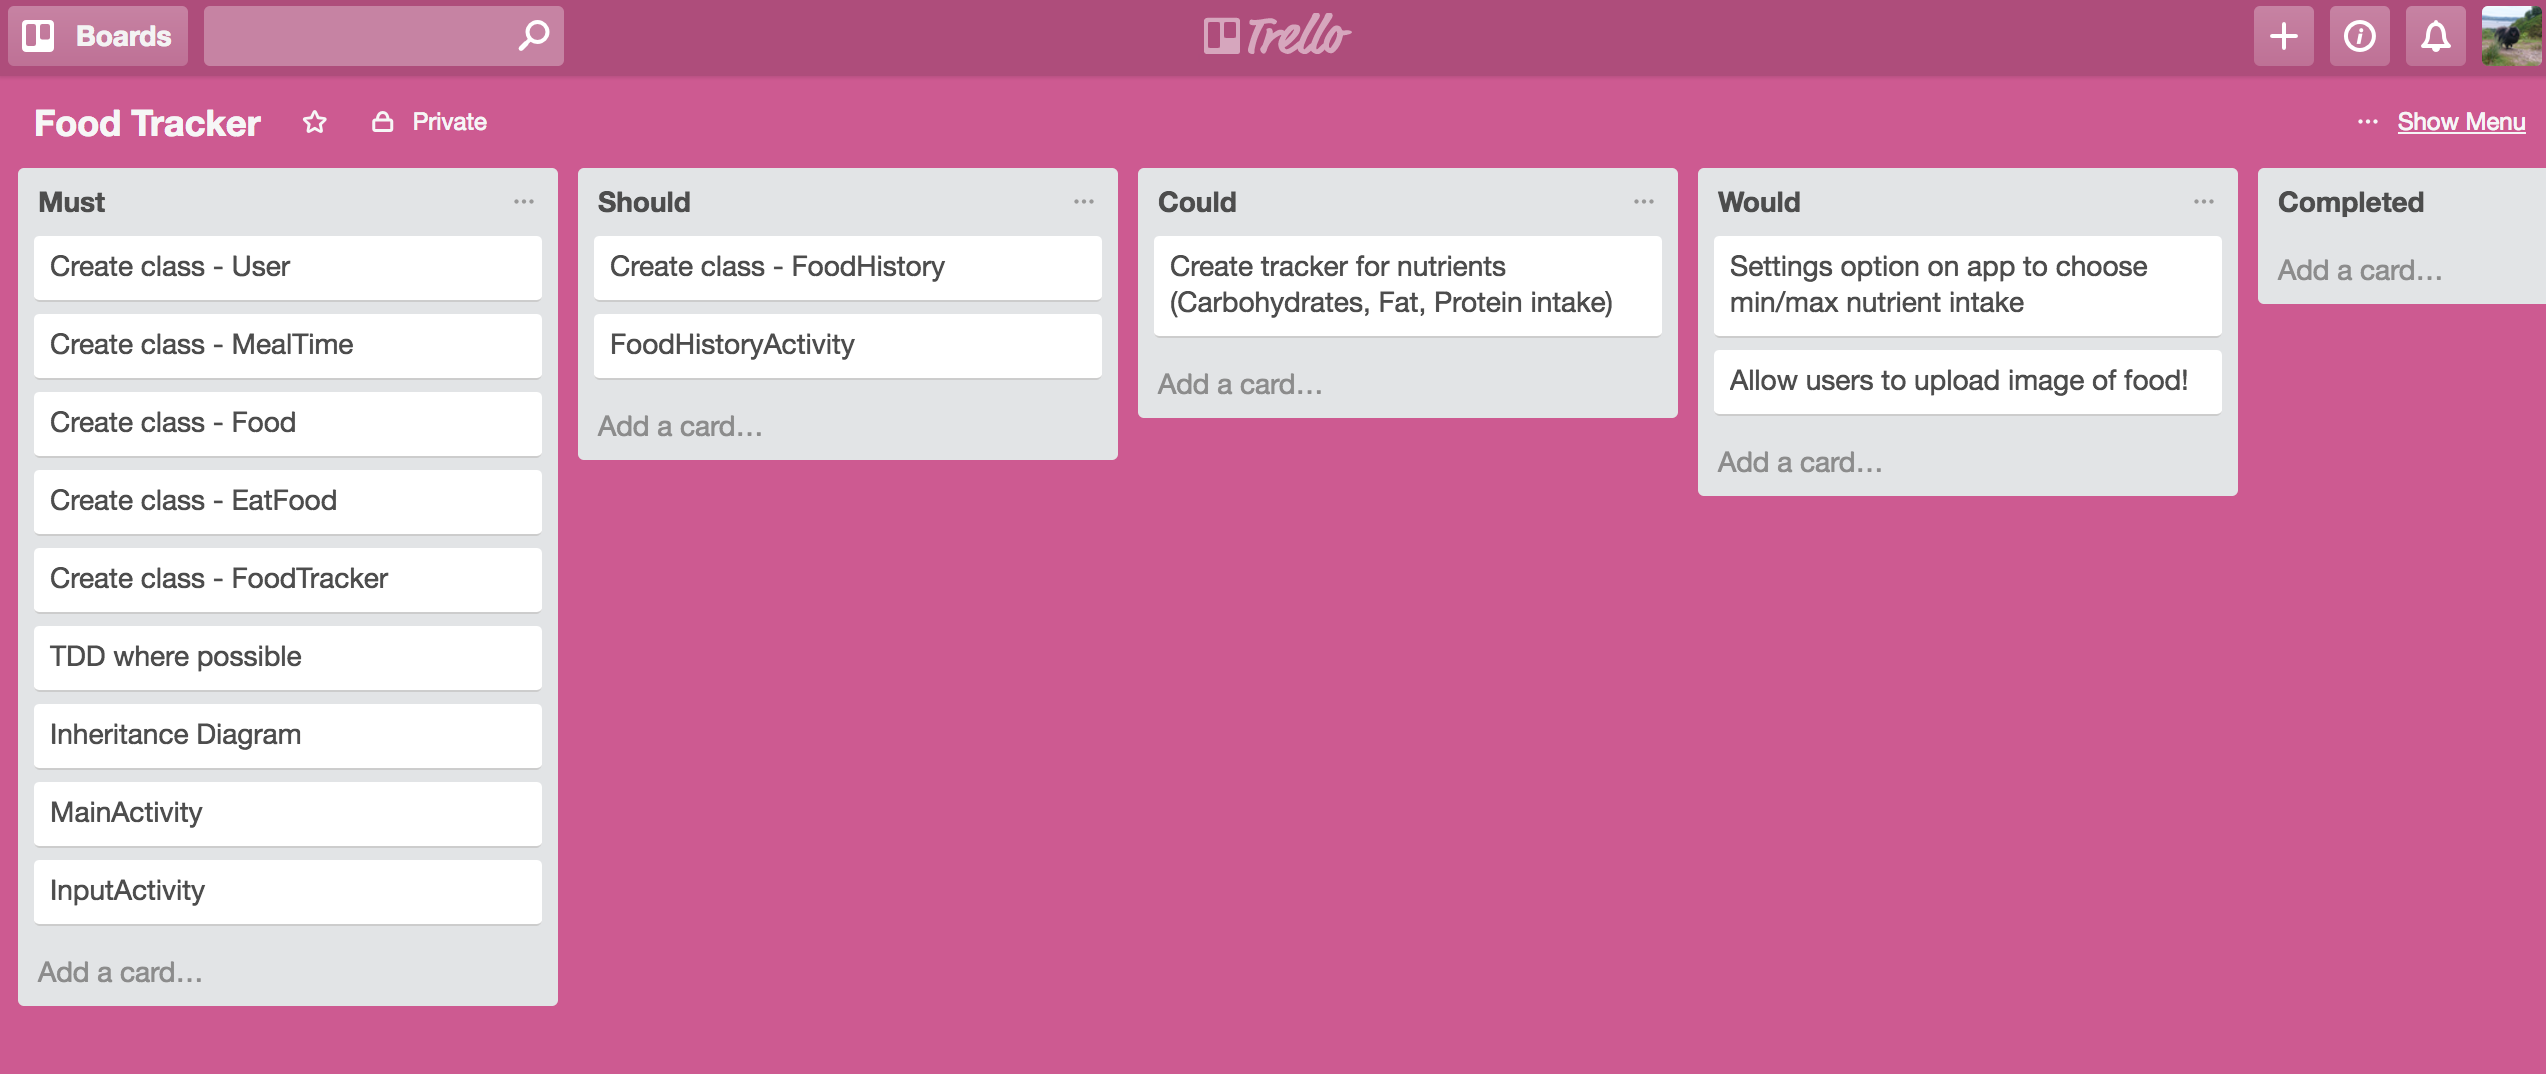 Boards
Trello
Food Tracker
Private
... Show Menu
Must
Create class - User
Create class - MealTime
Create class - Food
Create class - EatFood
Create class - FoodTracker
TDD where possible
Inheritance Diagram
MainActivity
InputActivity
Add a card...
Should
Create class - FoodHistory
FoodHistoryActivity
Add a card...
Could
Create tracker for nutrients
(Carbohydrates, Fat, Protein intake)
Add a card...
Would
Settings option on app to choose
min/max nutrient intake
Allow users to upload image of food!
Add a card...
Completed
Add a card...